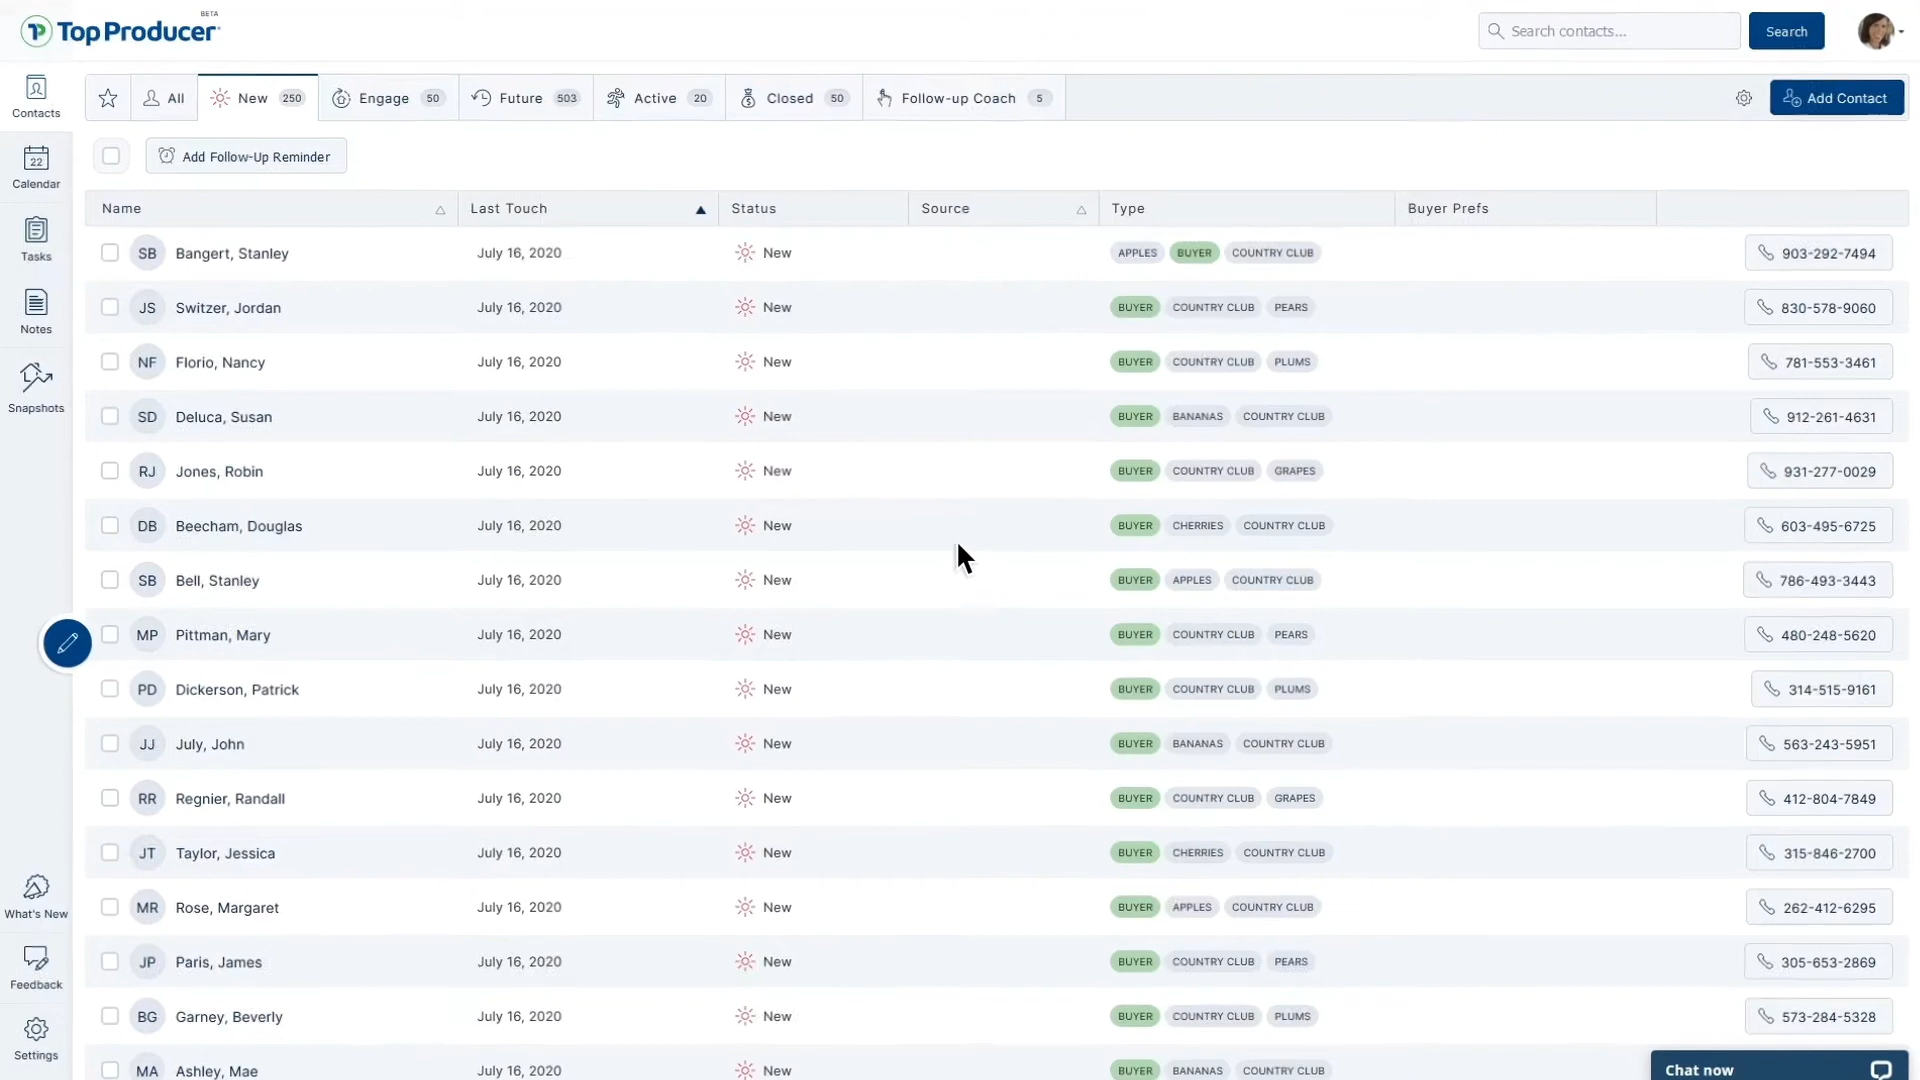 BETA
Top Producer
Search contacts...
Search
Contacts
All
New 250
Engage 50
Future 503
Active 20
Closed 50
Follow-up Coach 5
Add Contact
22
Calendar
Tasks
Notes
Snapshots
What's New
Feedback
Settings
Add Follow-Up Reminder
Name Last Touch Status Source Type Buyer Prefs
SB Bangert, Stanley July 16, 2020 New APPLES BUYER COUNTRY CLUB 903-292-7494
JS Switzer, Jordan July 16, 2020 New BUYER COUNTRY CLUB PEARS 830-578-9060
NF Florio, Nancy July 16, 2020 New BUYER COUNTRY CLUB PLUMS 781-553-3461
SD Deluca, Susan July 16, 2020 New BUYER BANANAS COUNTRY CLUB 912-261-4631
RJ Jones, Robin July 16, 2020 New BUYER COUNTRY CLUB GRAPES 931-277-0029
DB Beecham, Douglas July 16, 2020 New BUYER CHERRIES COUNTRY CLUB 603-495-6725
SB Bell, Stanley July 16, 2020 New BUYER APPLES COUNTRY CLUB 786-493-3443
MP Pittman, Mary July 16, 2020 New BUYER COUNTRY CLUB PEARS 480-248-5620
PD Dickerson, Patrick July 16, 2020 New BUYER COUNTRY CLUB PLUMS 314-515-9161
JJ July, John July 16, 2020 New BUYER BANANAS COUNTRY CLUB 563-243-5951
RR Regnier, Randall July 16, 2020 New BUYER COUNTRY CLUB GRAPES 412-804-7849
JT Taylor, Jessica July 16, 2020 New BUYER CHERRIES COUNTRY CLUB 315-846-2700
MR Rose, Margaret July 16, 2020 New BUYER APPLES COUNTRY CLUB 262-412-6295
JP Paris, James July 16, 2020 New BUYER COUNTRY CLUB PEARS 305-653-2869
BG Garney, Beverly July 16, 2020 New BUYER COUNTRY CLUB PLUMS 573-284-5328
MA Ashley, Mae July 16, 2020 New BUYER BANANAS COUNTRY CLUB
Chat now